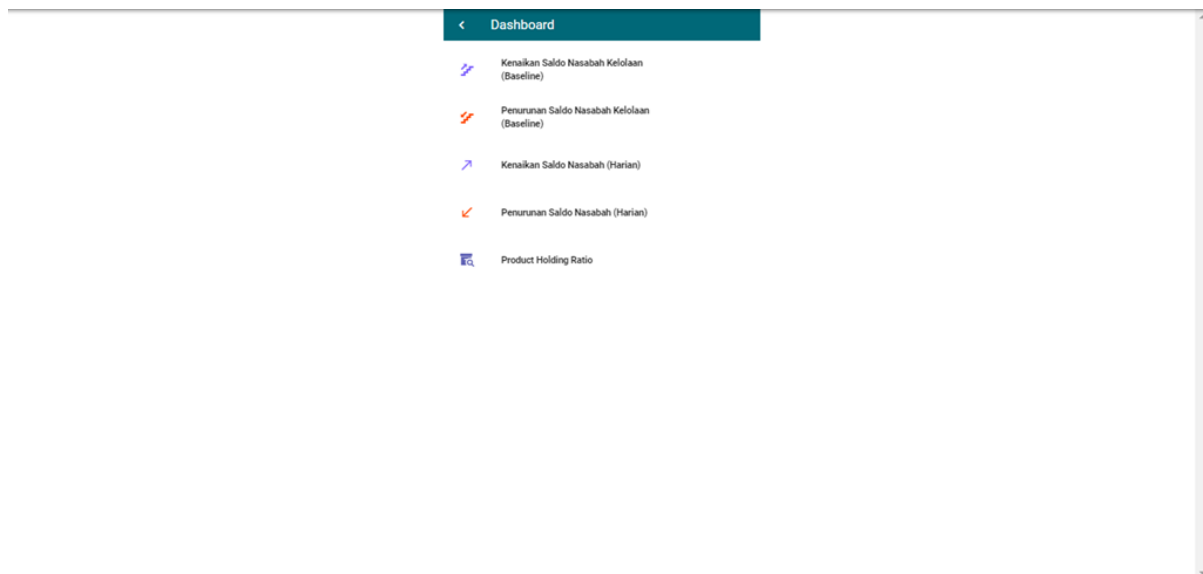 Dashboard
Kenaikan Saldo Nasabah Kelolaan
(Baseline)
Penurunan Saldo Nasabah Kelolaan
(Baseline)
Kenaikan Saldo Nasabah (Harian)
Penurunan Saldo Nasabah (Harian)
Product Holding Ratio